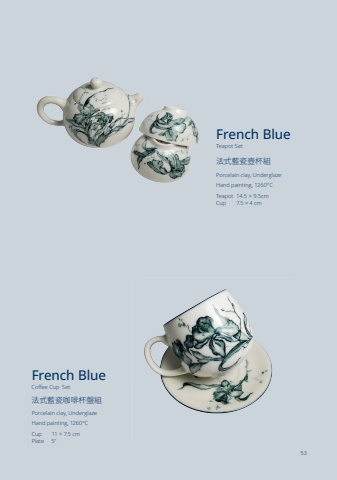 French Blue
Teapot Set
法式藍瓷壺杯組
Porcelain clay, Underglaze
Hand painting, 1260°C
Teapot 14.5 × 9.5cm
Cup 7.5 × 4 cm
French Blue
Coffee Cup Set
法式藍瓷咖啡杯盤組
Porcelain clay, Underglaze
Hand painting, 1260°C
Cup 11 × 7.5 cm
Plate 5"
53